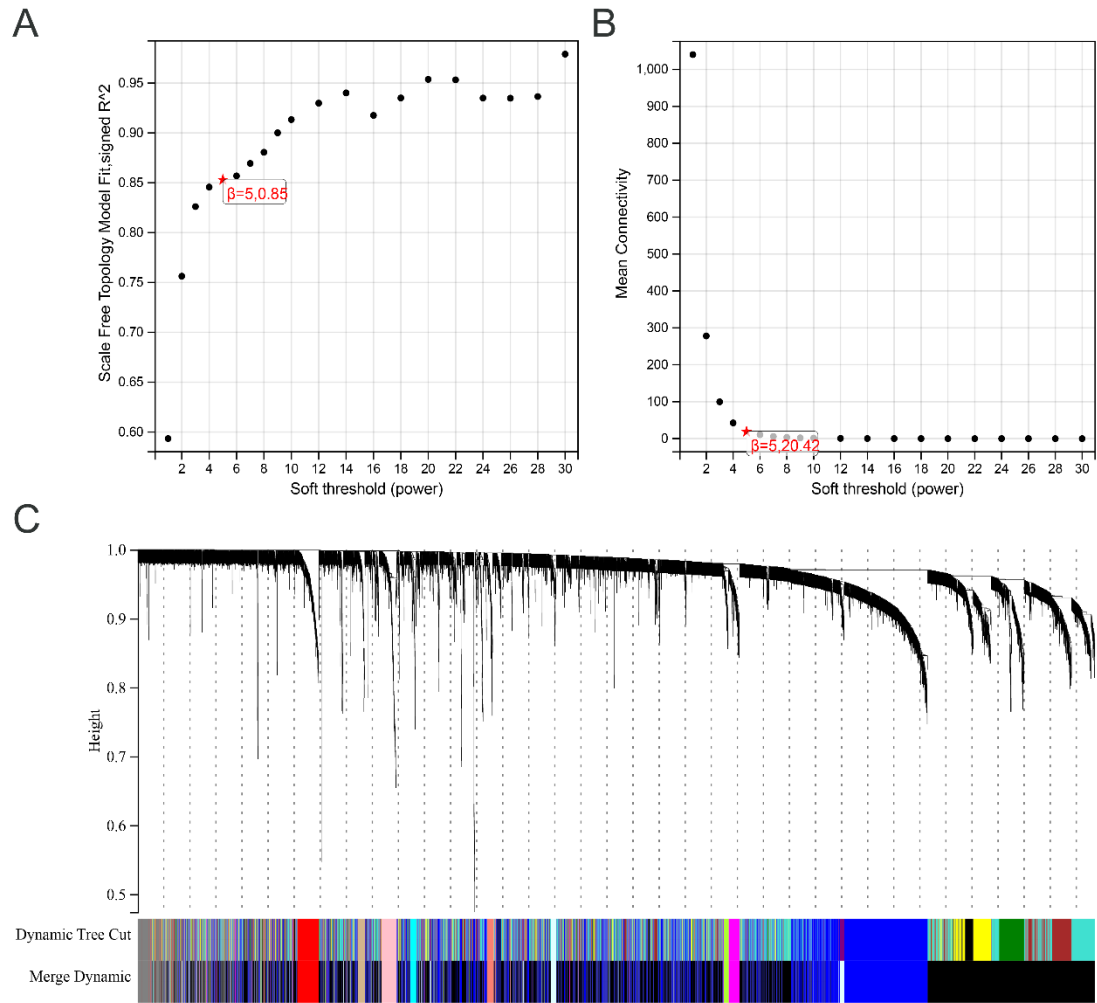 A
Scale Free Topology Model Fit,signed R^2
0.95
0.90
0.85
0.80
0.75
0.70
0.65
0.60
β=5,0.85
2 4 6 8 10 12 14 16 18 20 22 24 26 28 30
Soft threshold (power)
B
Mean Connectivity
1,000
900
800
700
600
500
400
300
200
100
0
β=5,20.42
2 4 6 8 10 12 14 16 18 20 22 24 26 28 30
Soft threshold (power)
C
Height
1.0
0.9
0.8
0.7
0.6
0.5
Dynamic Tree Cut
Merge Dynamic